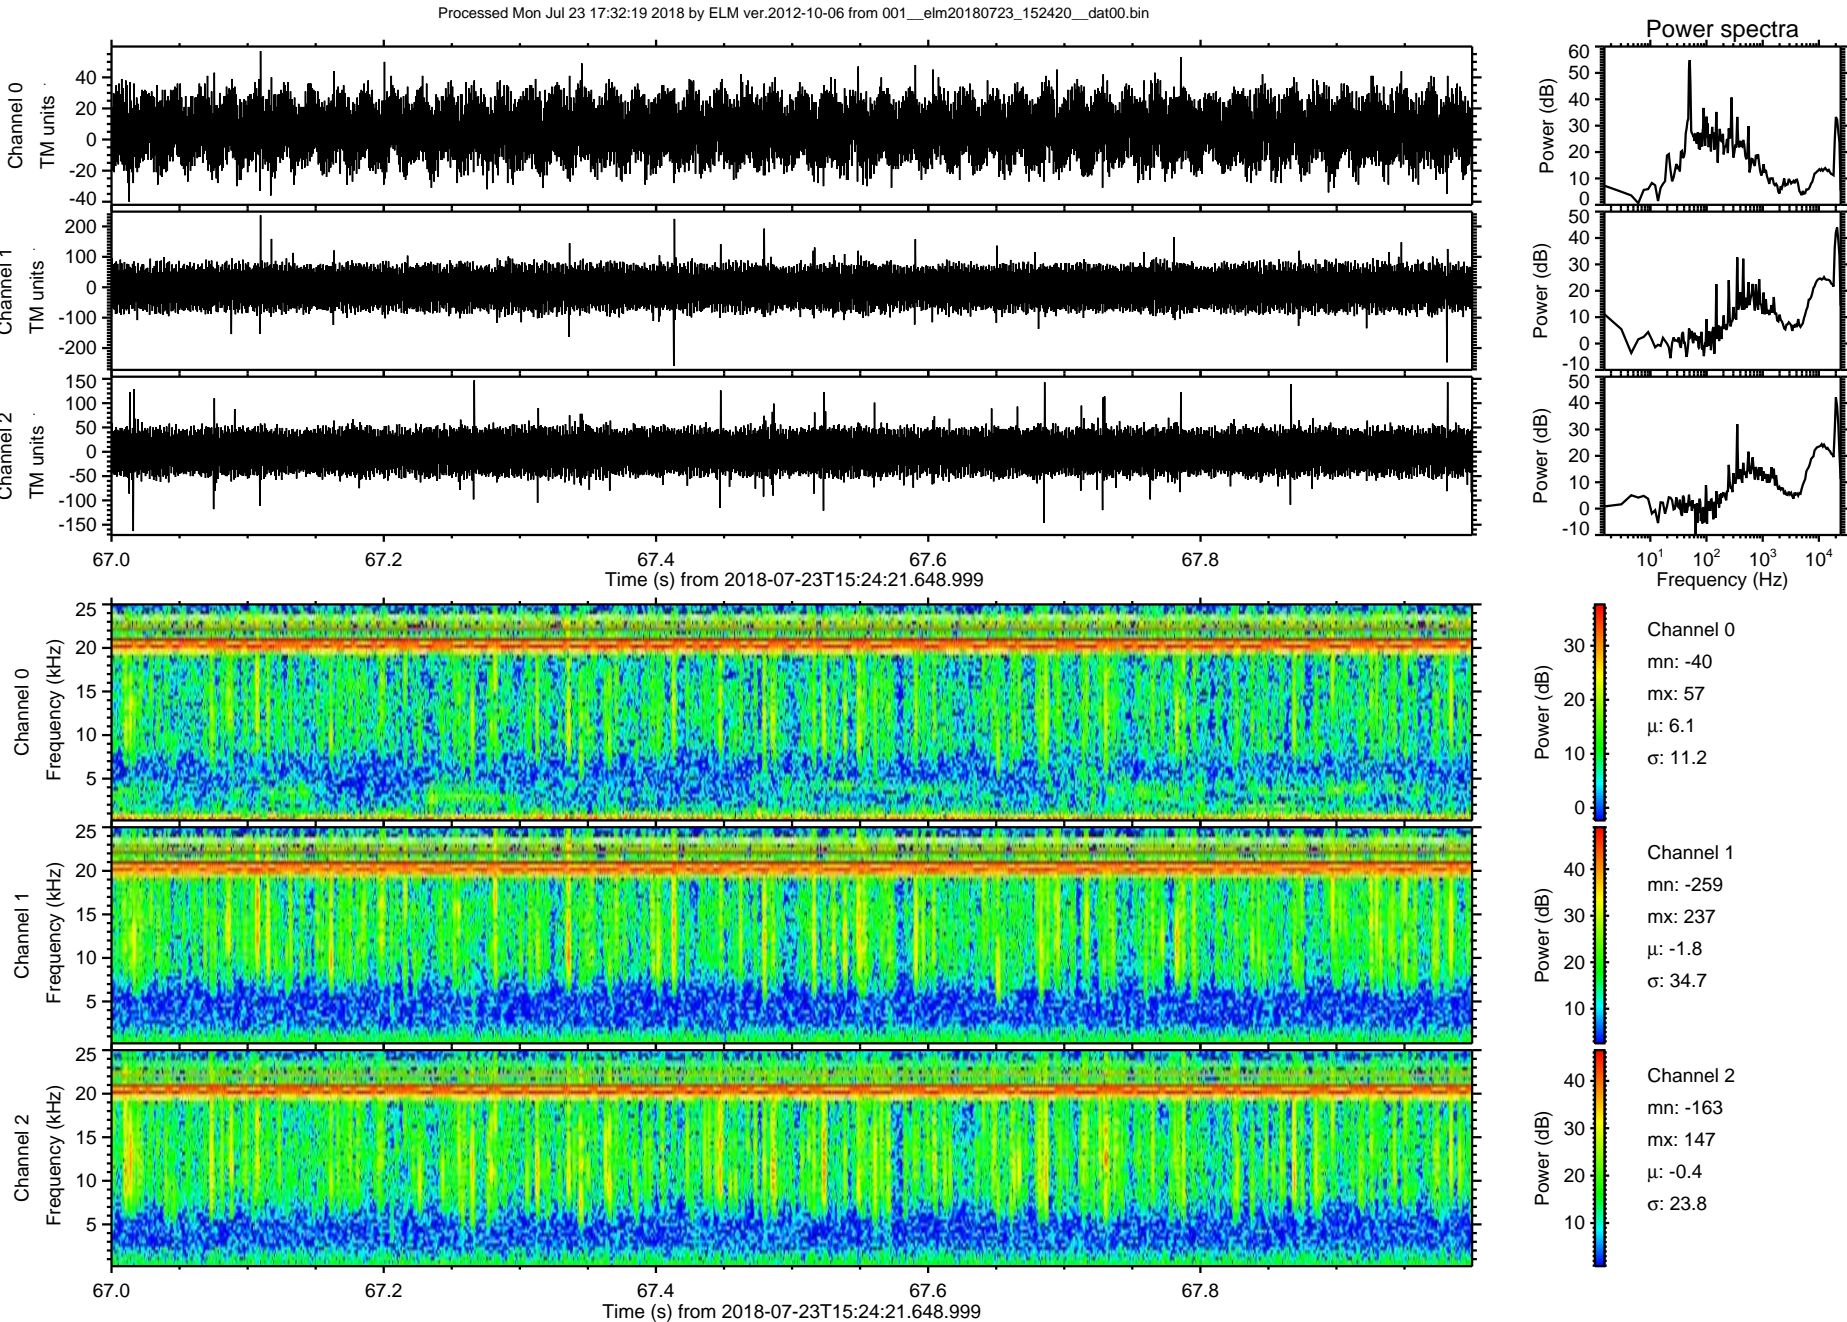 Processed Mon Jul 23 17:32:19 2018 by ELM ver.2012-10-06 from 001__elm20180723_152420__dat00.bin
Power spectra
Channel 0
TM units
40
20
0
-20
-40
Power (dB)
60
50
40
30
20
10
0
Channel 1
TM units
200
100
0
-100
-200
Power (dB)
50
40
30
20
10
0
-10
Channel 2
TM units
150
100
50
0
-50
-100
-150
Power (dB)
50
40
30
20
10
0
-10
67.0 67.2 67.4 67.6 67.8
Time (s) from 2018-07-23T15:24:21.648.999
10¹ 10² 10³ 10⁴
Frequency (Hz)
Channel 0
Frequency (kHz)
25
20
15
10
5
Power (dB)
30
20
10
0
Channel 0
mn: -40
mx: 57
μ: 6.1
σ: 11.2
Channel 1
Frequency (kHz)
25
20
15
10
5
Power (dB)
40
30
20
10
Channel 1
mn: -259
mx: 237
μ: -1.8
σ: 34.7
Channel 2
Frequency (kHz)
25
20
15
10
5
Power (dB)
40
30
20
10
Channel 2
mn: -163
mx: 147
μ: -0.4
σ: 23.8
67.0 67.2 67.4 67.6 67.8
Time (s) from 2018-07-23T15:24:21.648.999